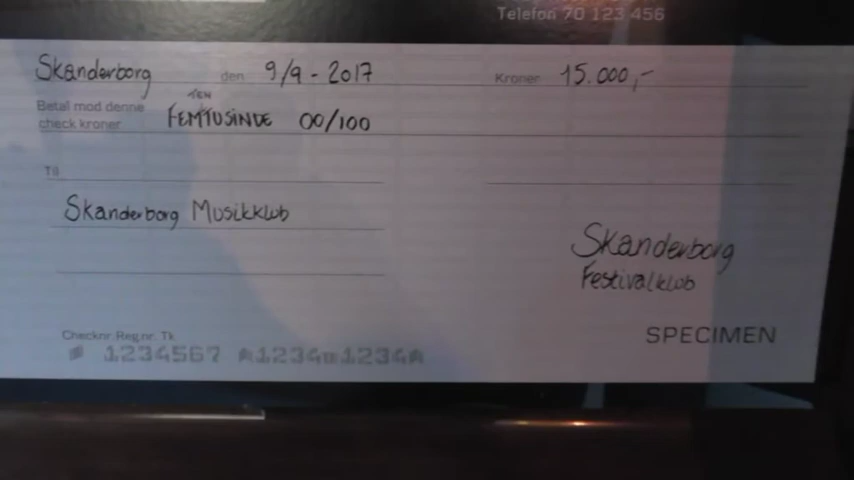 Telefon 70 123 456
Skanderborg den 9/9-2017 Kroner 15.000,-
TEN
Betal mod denne
check kroner FEMTUSINDE 00/100
Til
Skanderborg Musikklub
Skanderborg
Festivalklub
SPECIMEN
Checknr. Reg.nr. Tk
1234567 A1234B1234A